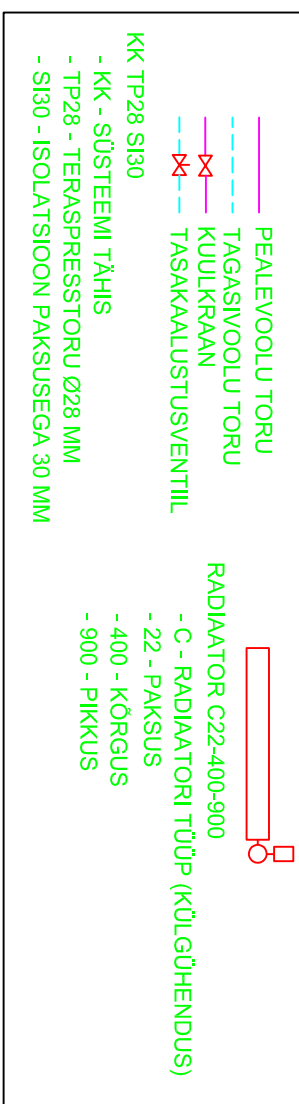 PEALEVOOLU TORU
TAGASIVOOLU TORU
KUULKRAAN
TASAKAALUSTUSVENTIIL
KK TP28 SI30
- KK - SÜSTEEMI TÄHIS
- TP28 - TERASPRESSTORU Ø28 MM
- SI30 - ISOLATSIOON PAKSUSEGA 30 MM
RADIAATOR C22-400-900
- C - RADIAATORI TÜÜP (KÜLGÜHENDUS)
- 22 - PAKSUS
- 400 - KÕRGUS
- 900 - PIKKUS